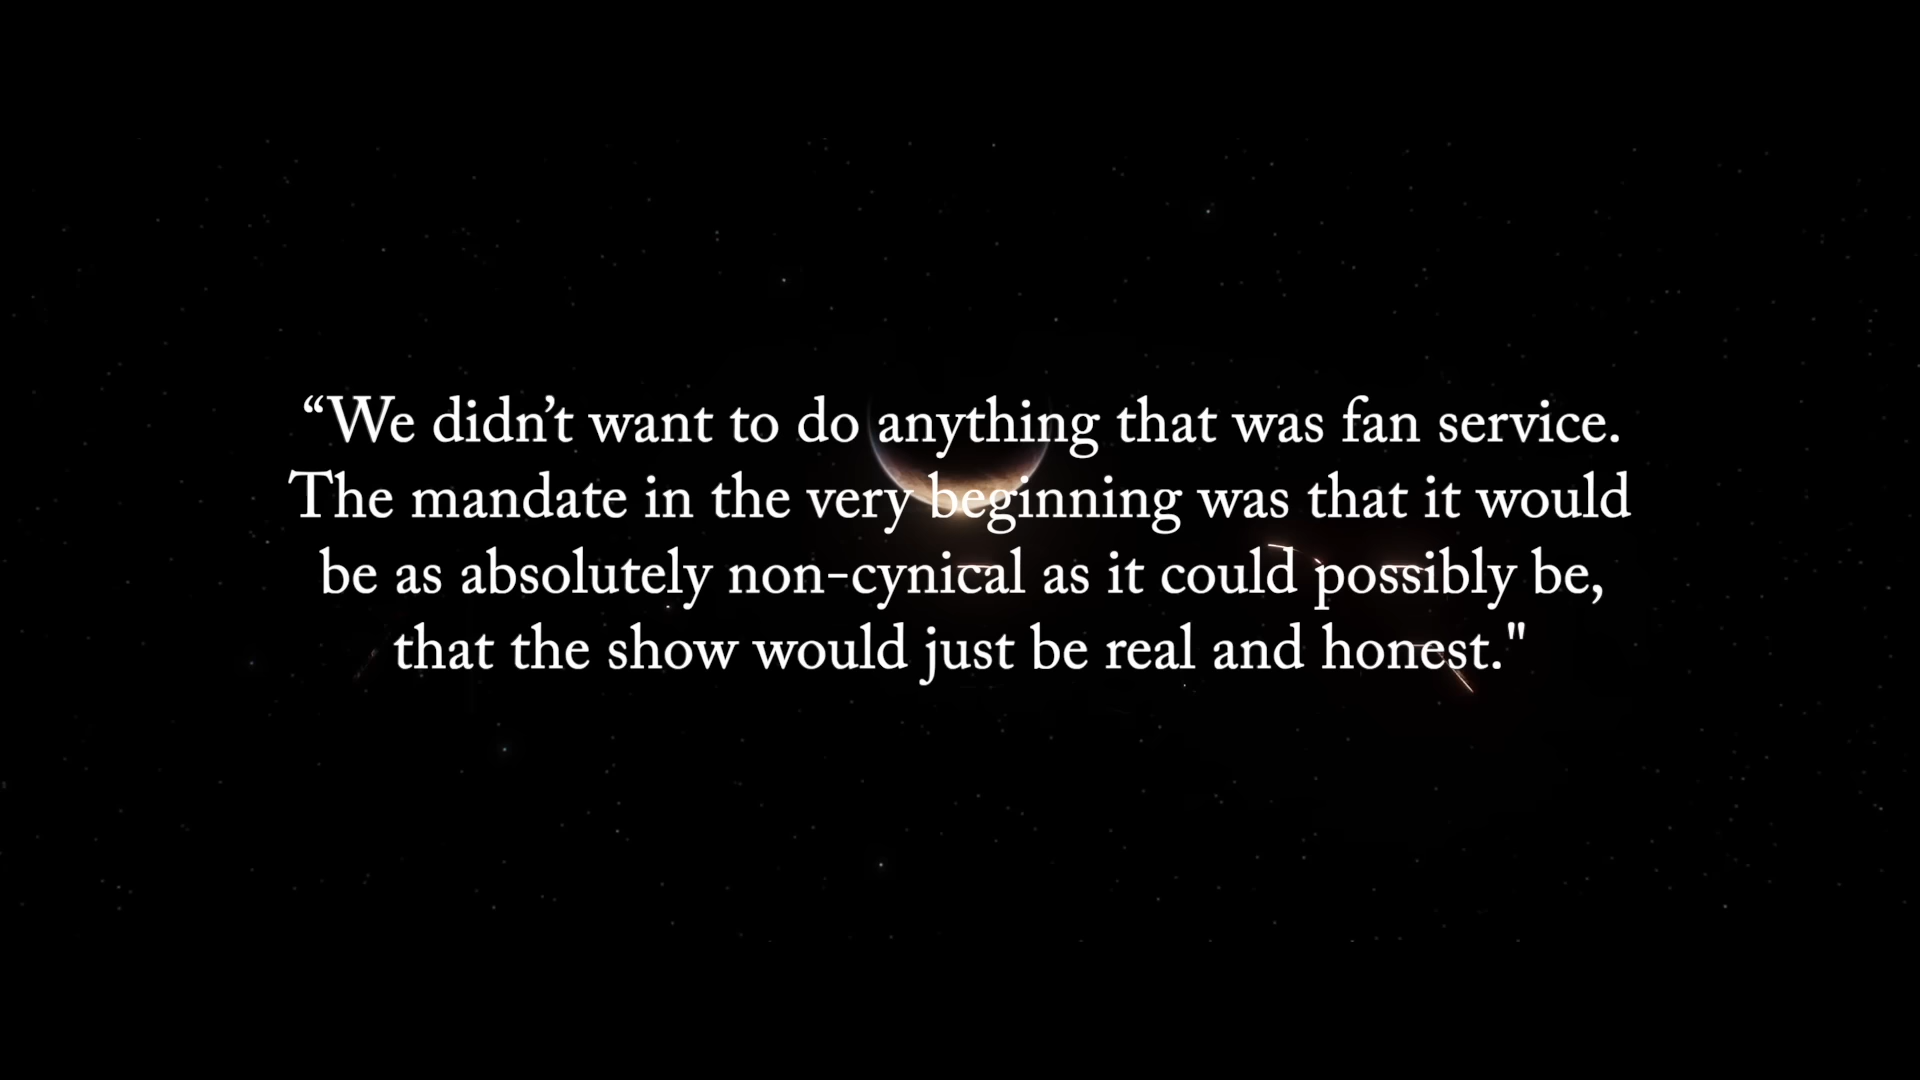 “We didn’t want to do anything that was fan service.
The mandate in the very beginning was that it would
be as absolutely non-cynical as it could possibly be,
that the show would just be real and honest."